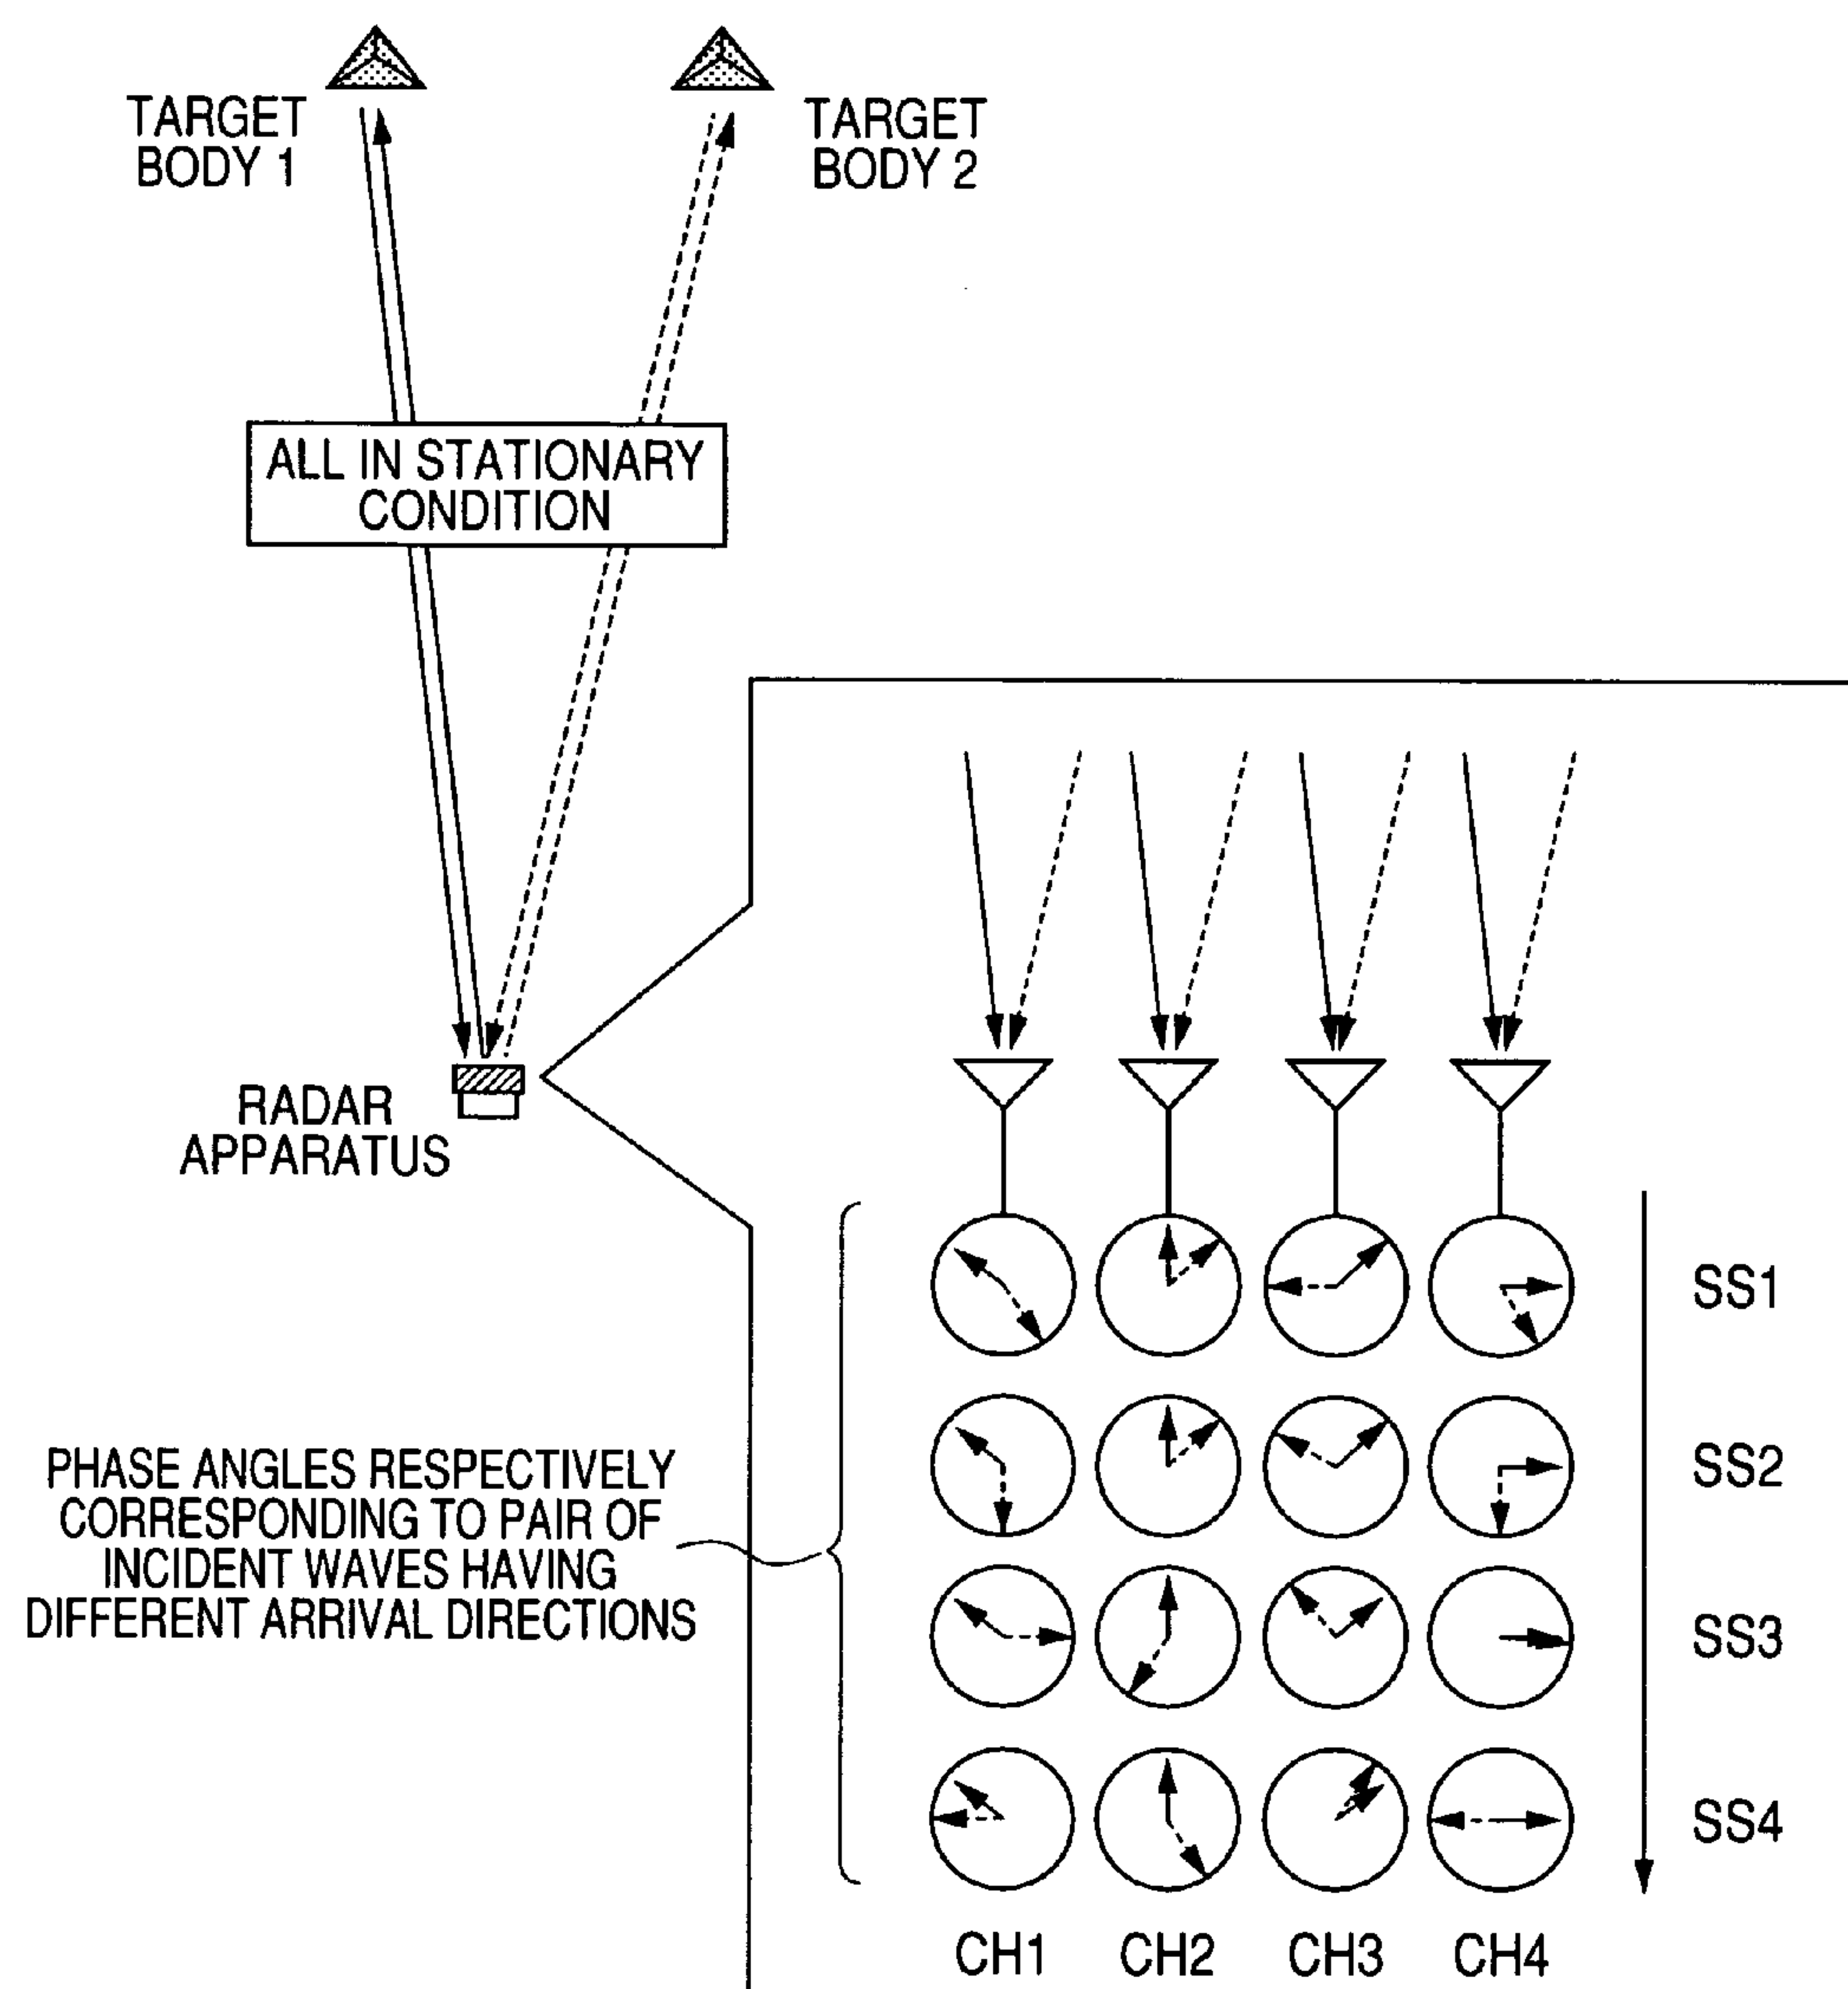 TARGET
BODY 1
TARGET
BODY 2
ALL IN STATIONARY
CONDITION
RADAR
APPARATUS
SS1
PHASE ANGLES RESPECTIVELY
CORRESPONDING TO PAIR OF
INCIDENT WAVES HAVING
DIFFERENT ARRIVAL DIRECTIONS
SS2
SS3
SS4
CH1 CH2 CH3 CH4